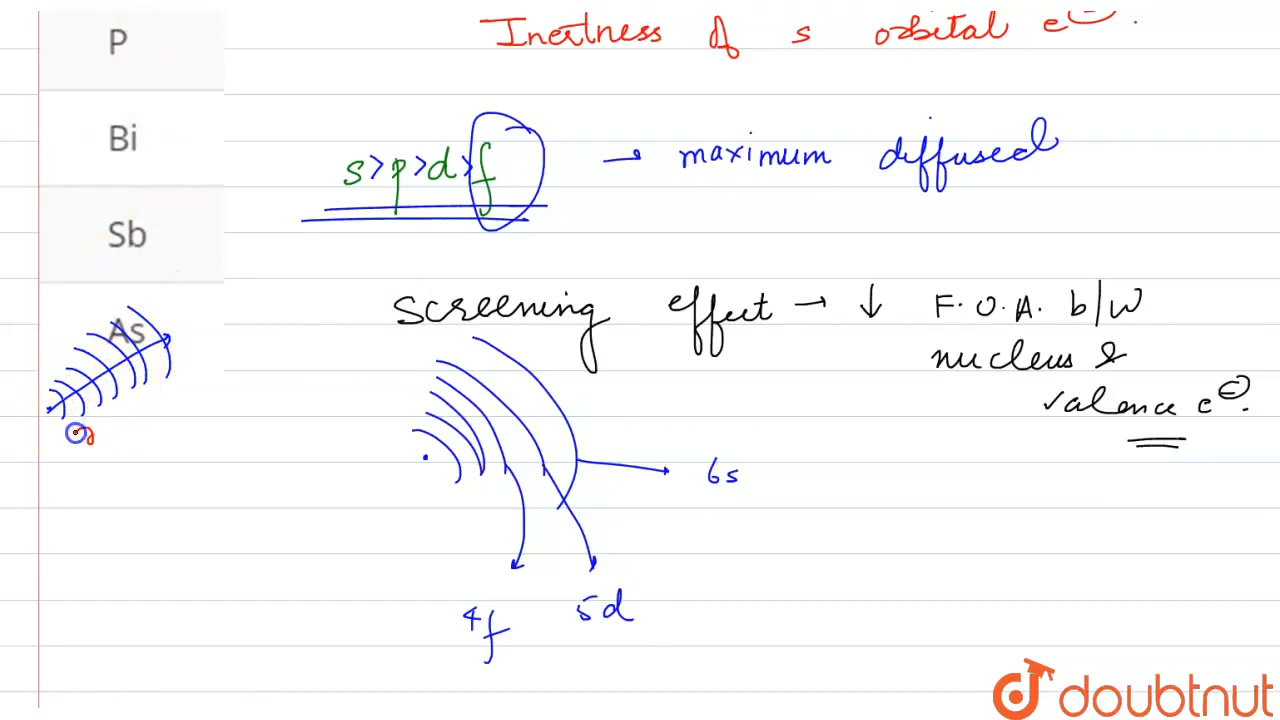 Inertness of s orbital e⊖.
P
Bi
s>p>d>f → maximum diffused
Sb
screening effect → ↓ F.O.A. b/w
nucleus &
valence e⊖.
As
6s
4f 5d
doubtnut